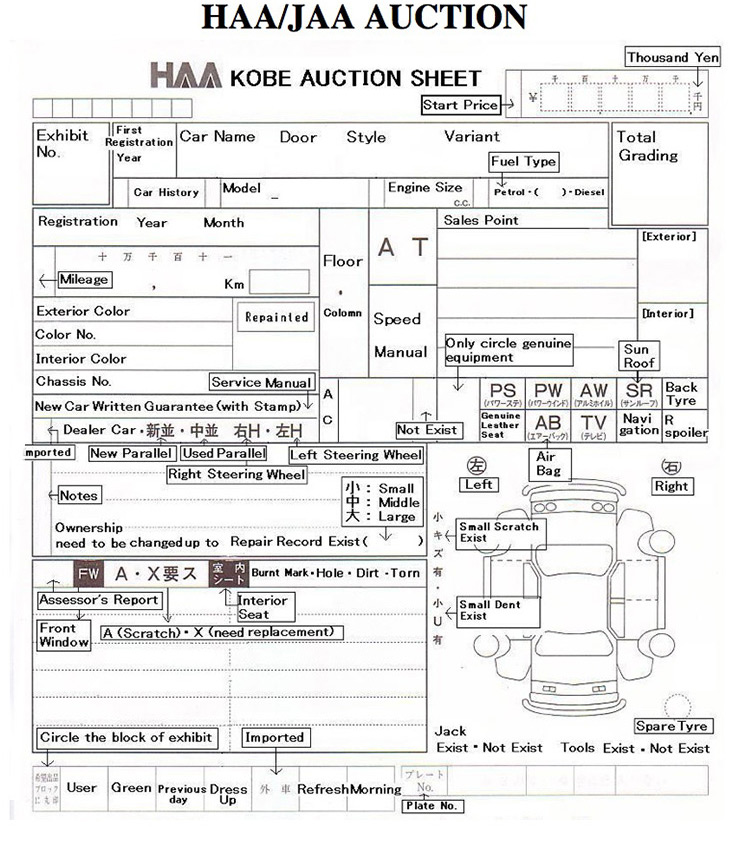 HAA/JAA AUCTION
HAA KOBE AUCTION SHEET
Thousand Yen
Start Price
¥ 千 百 十 万 千 千円
Exhibit No.
First Registration Year
Car Name Door Style Variant
Total Grading
Fuel Type
Car History
Model
Engine Size c.c.
Petrol・( )・Diesel
Registration Year Month
十 万 千 百 十 一
Mileage , Km
Floor , Colomn
A T
Speed Manual
Sales Point
[Exterior]
[Interior]
Exterior Color
Repainted
Color No.
Interior Color
Chassis No.
Service Manual
New Car Written Guarantee (with Stamp)
Only circle genuine equipment
Sun Roof
A C
Not Exist
PS (パワーステ)
PW (パワーウインド)
AW (アルミホイル)
SR (サンルーフ)
Back Tyre
Genuine Leather Seat
AB (エアーバック)
TV (テレビ)
Navi gation
R spoiler
Air Bag
Dealer Car・新並・中並 右H・左H
mported
New Parallel
Used Parallel
Left Steering Wheel
Right Steering Wheel
Notes
小: Small
中: Middle
大: Large
Ownership
need to be changed up to Repair Record Exist( )
左
Left
右
Right
小キズ有・小U有
Small Scratch Exist
Small Dent Exist
FW A・X要ス 室内シート Burnt Mark・Hole・Dirt・Torn
Assessor's Report
Interior Seat
Front Window
A (Scratch)・X (need replacement)
Spare Tyre
Jack
Exist・Not Exist Tools Exist・Not Exist
Circle the block of exhibit
Imported
希望出品ブロックに丸印
User
Green
Previous day
Dress Up
外車
Refresh
Morning
プレート No.
Plate No.